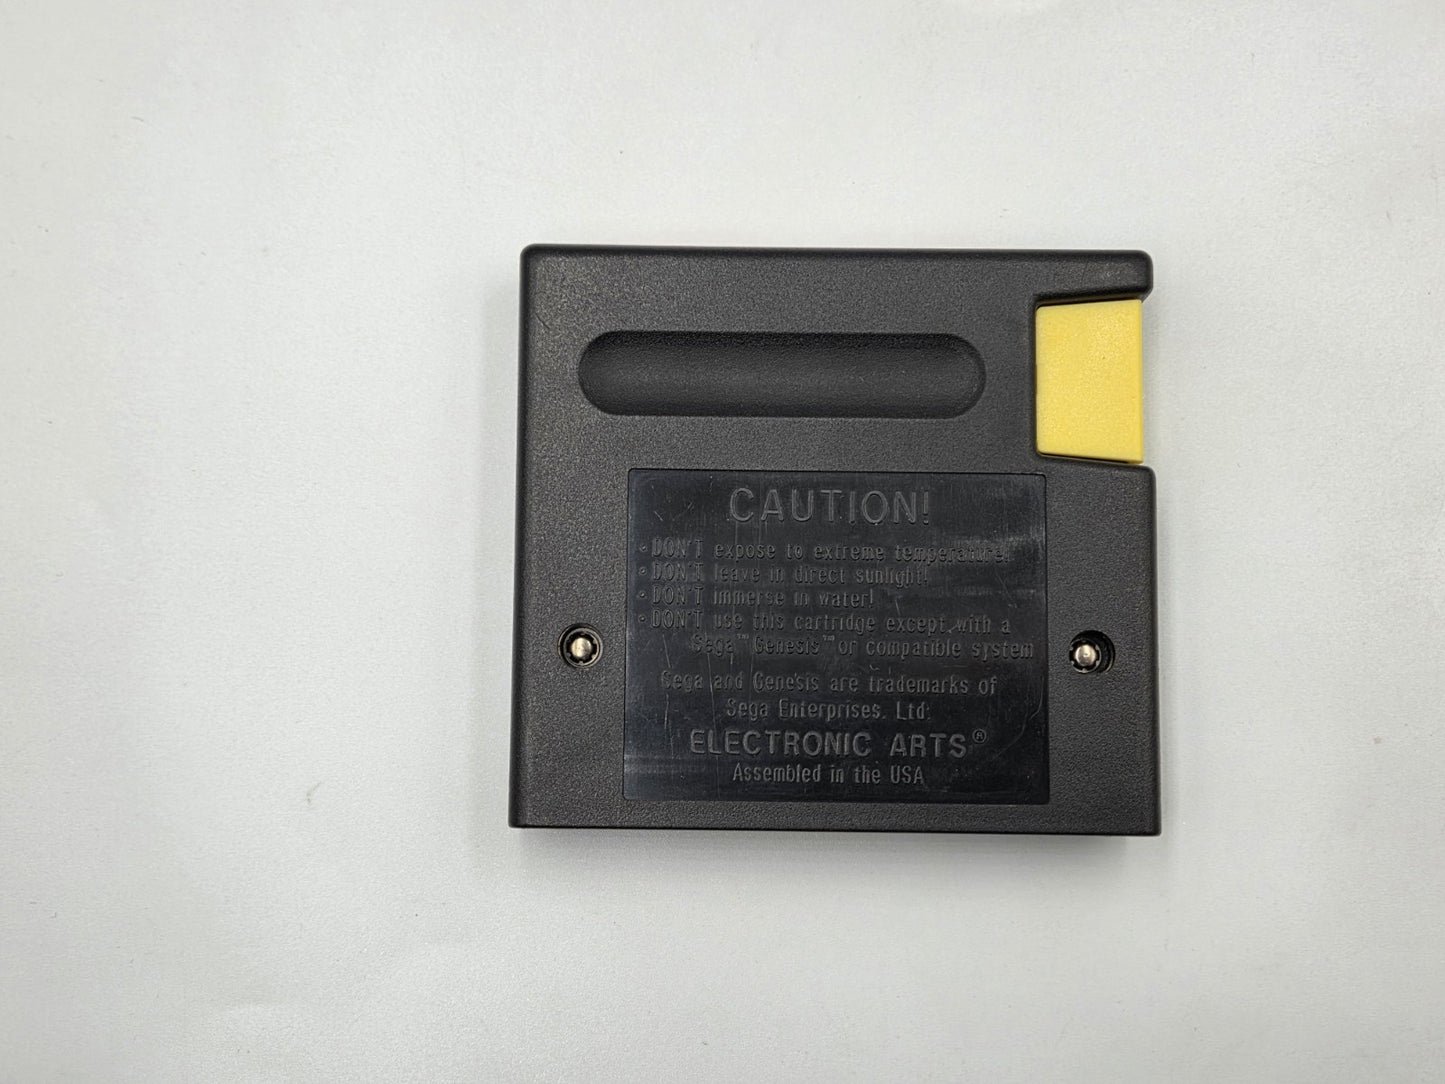 CAUTION!
• DON'T expose to extreme temperature!
• DON'T leave in direct sunlight!
• DON'T immerse in water!
• DON'T use this cartridge except with a
Sega™ Genesis™ or compatible system
Sega and Genesis are trademarks of
Sega Enterprises, Ltd.
ELECTRONIC ARTS®
Assembled in the USA